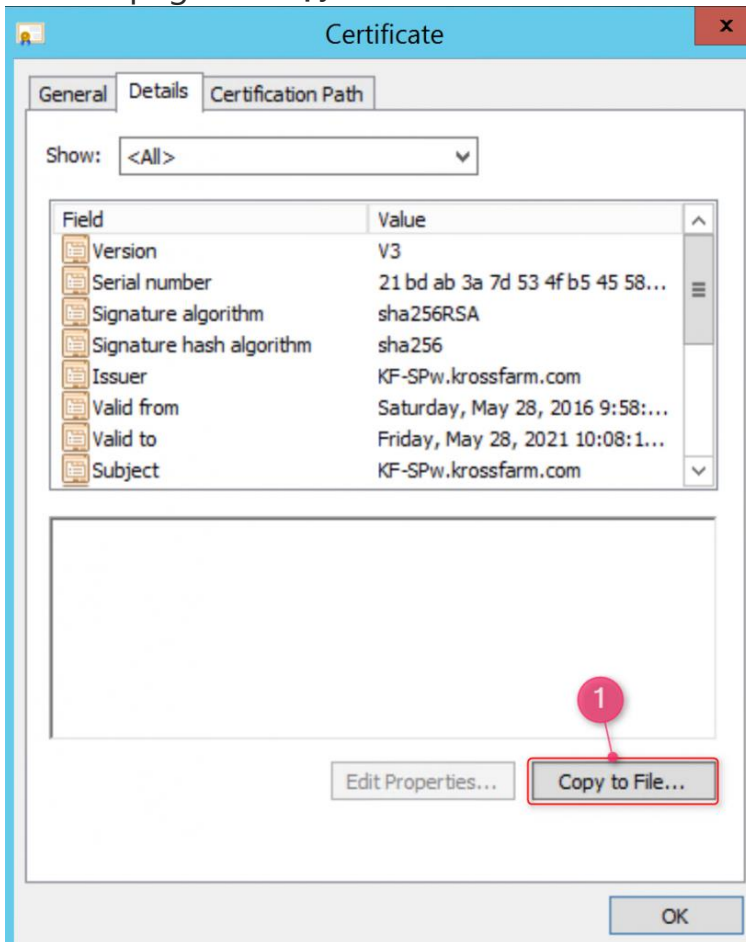 Certificate
x
General Details Certification Path
Show: <All>
Field Value
Version V3
Serial number 21 bd ab 3a 7d 53 4f b5 45 58...
Signature algorithm sha256RSA
Signature hash algorithm sha256
Issuer KF-SPw.krossfarm.com
Valid from Saturday, May 28, 2016 9:58:...
Valid to Friday, May 28, 2021 10:08:1...
Subject KF-SPw.krossfarm.com
1
Edit Properties... Copy to File...
OK